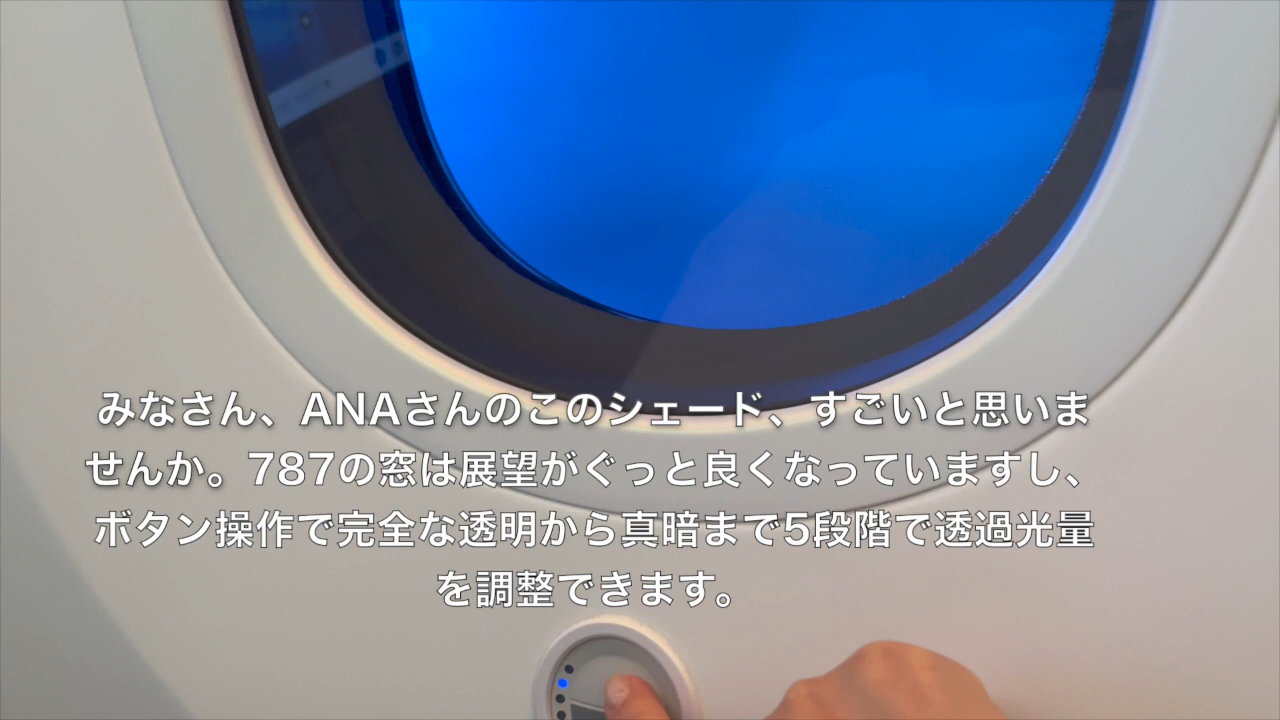 みなさん、ANAさんのこのシェード、すごいと思いま
せんか。787の窓は展望がぐっと良くなっていますし、
ボタン操作で完全な透明から真暗まで5段階で透過光量
を調整できます。